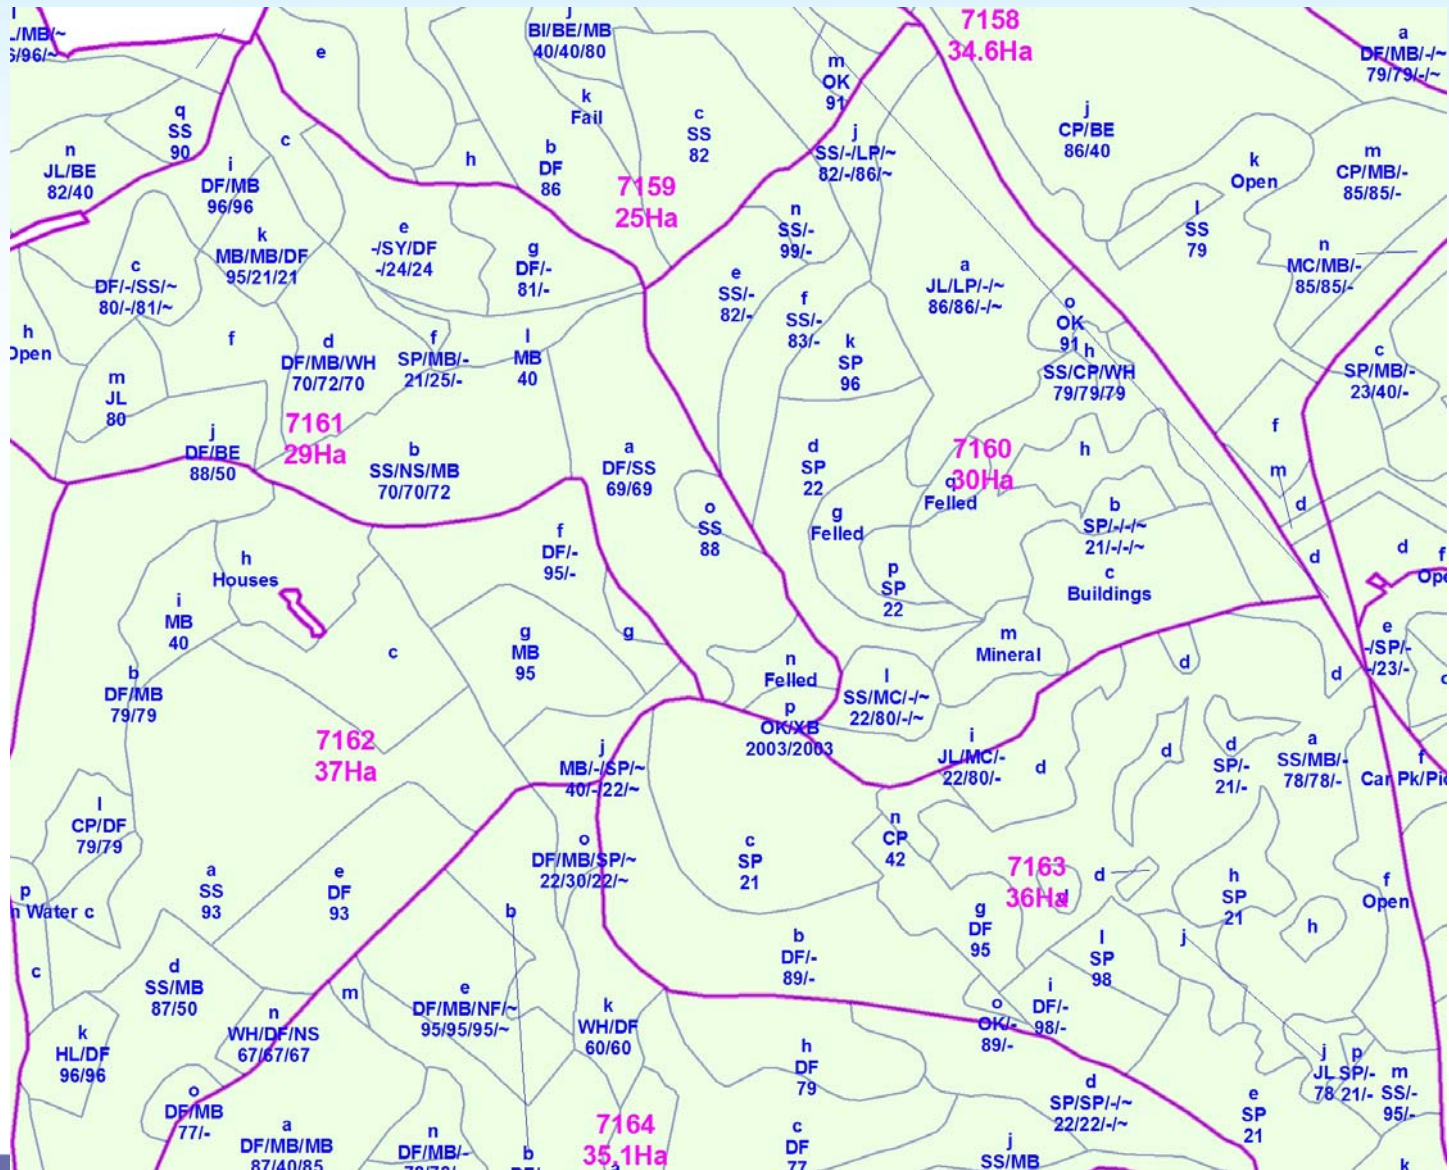 l
L/MB/~
6/96/~
e
j
BI/BE/MB
40/40/80
7158
34.6Ha
a
DF/MB/-/~
79/79/-/~
q
SS
90
c
k
Fail
c
SS
82
m
OK
91
j
CP/BE
86/40
n
JL/BE
82/40
i
DF/MB
96/96
h
b
DF
86
7159
25Ha
j
SS/-/LP/~
82/-/86/~
k
Open
m
CP/MB/-
85/85/-
l
SS
79
k
MB/MB/DF
95/21/21
e
-/SY/DF
-/24/24
g
DF/-
81/-
n
SS/-
99/-
n
MC/MB/-
85/85/-
c
DF/-/SS/~
80/-/81/~
e
SS/-
82/-
f
SS/-
83/-
a
JL/LP/-/~
86/86/-/~
o
OK
91
h
Open
f
d
DF/MB/WH
70/72/70
f
SP/MB/-
21/25/-
l
MB
40
k
SP
96
h
SS/CP/WH
79/79/79
c
SP/MB/-
23/40/-
m
JL
80
7161
29Ha
j
DF/BE
88/50
b
SS/NS/MB
70/70/72
a
DF/SS
69/69
d
SP
22
7160
30Ha
q
Felled
h
f
m
d
o
SS
88
g
Felled
b
SP/-/-/~
21/-/-/~
d
d
f
Ope
h
Houses
f
DF/-
95/-
p
SP
22
c
Buildings
i
MB
40
c
g
MB
95
g
m
Mineral
d
e
-/SP/-
-/23/-
b
DF/MB
79/79
n
Felled
l
SS/MC/-/~
22/80/-/~
d
c
7162
37Ha
p
OK/XB
2003/2003
j
MB/-/SP/~
40/-/22/~
i
JL/MC/-
22/80/-
d
d
d
SP/-
21/-
a
SS/MB/-
78/78/-
f
Car Pk/Pic
l
CP/DF
79/79
o
DF/MB/SP/~
22/30/22/~
c
SP
21
n
CP
42
7163
36Ha
d
d
h
SP
21
f
Open
p
n Water c
a
SS
93
e
DF
93
b
b
DF/-
89/-
g
DF
95
l
SP
98
j
h
c
d
SS/MB
87/50
m
e
DF/MB/NF/~
95/95/95/~
k
WH/DF
60/60
o
OK/-
89/-
i
DF/-
98/-
k
HL/DF
96/96
n
WH/DF/NS
67/67/67
h
DF
79
j
JL
78
p
SP/-
21/-
m
SS/-
95/-
o
DF/MB
77/-
7164
35.1Ha
d
SP/SP/-/~
22/22/-/~
e
SP
21
a
DF/MB/MB
87/40/85
n
DF/MB/-
b
a
c
DF
77
j
SS/MB
k